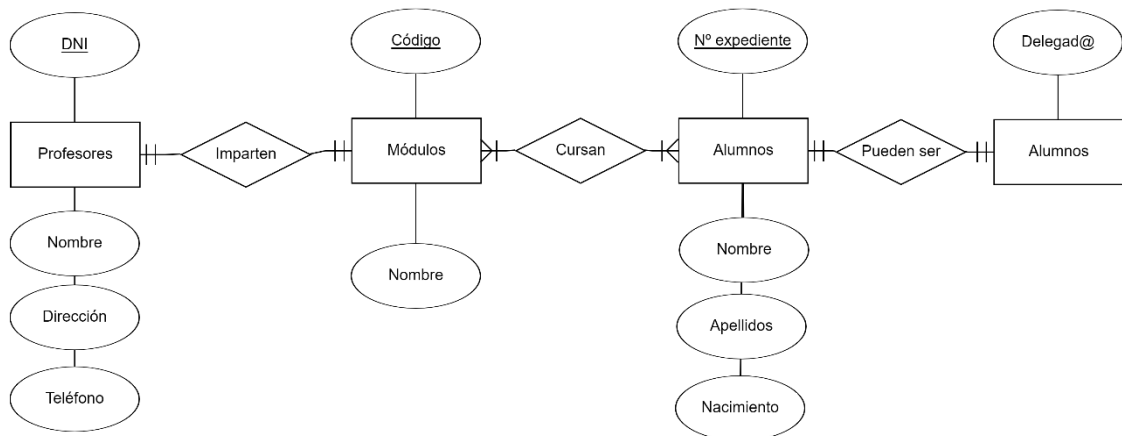 DNI
Código
Nº expediente
Delegad@
Profesores
Imparten
Módulos
Cursan
Alumnos
Pueden ser
Alumnos
Nombre
Nombre
Nombre
Dirección
Apellidos
Teléfono
Nacimiento